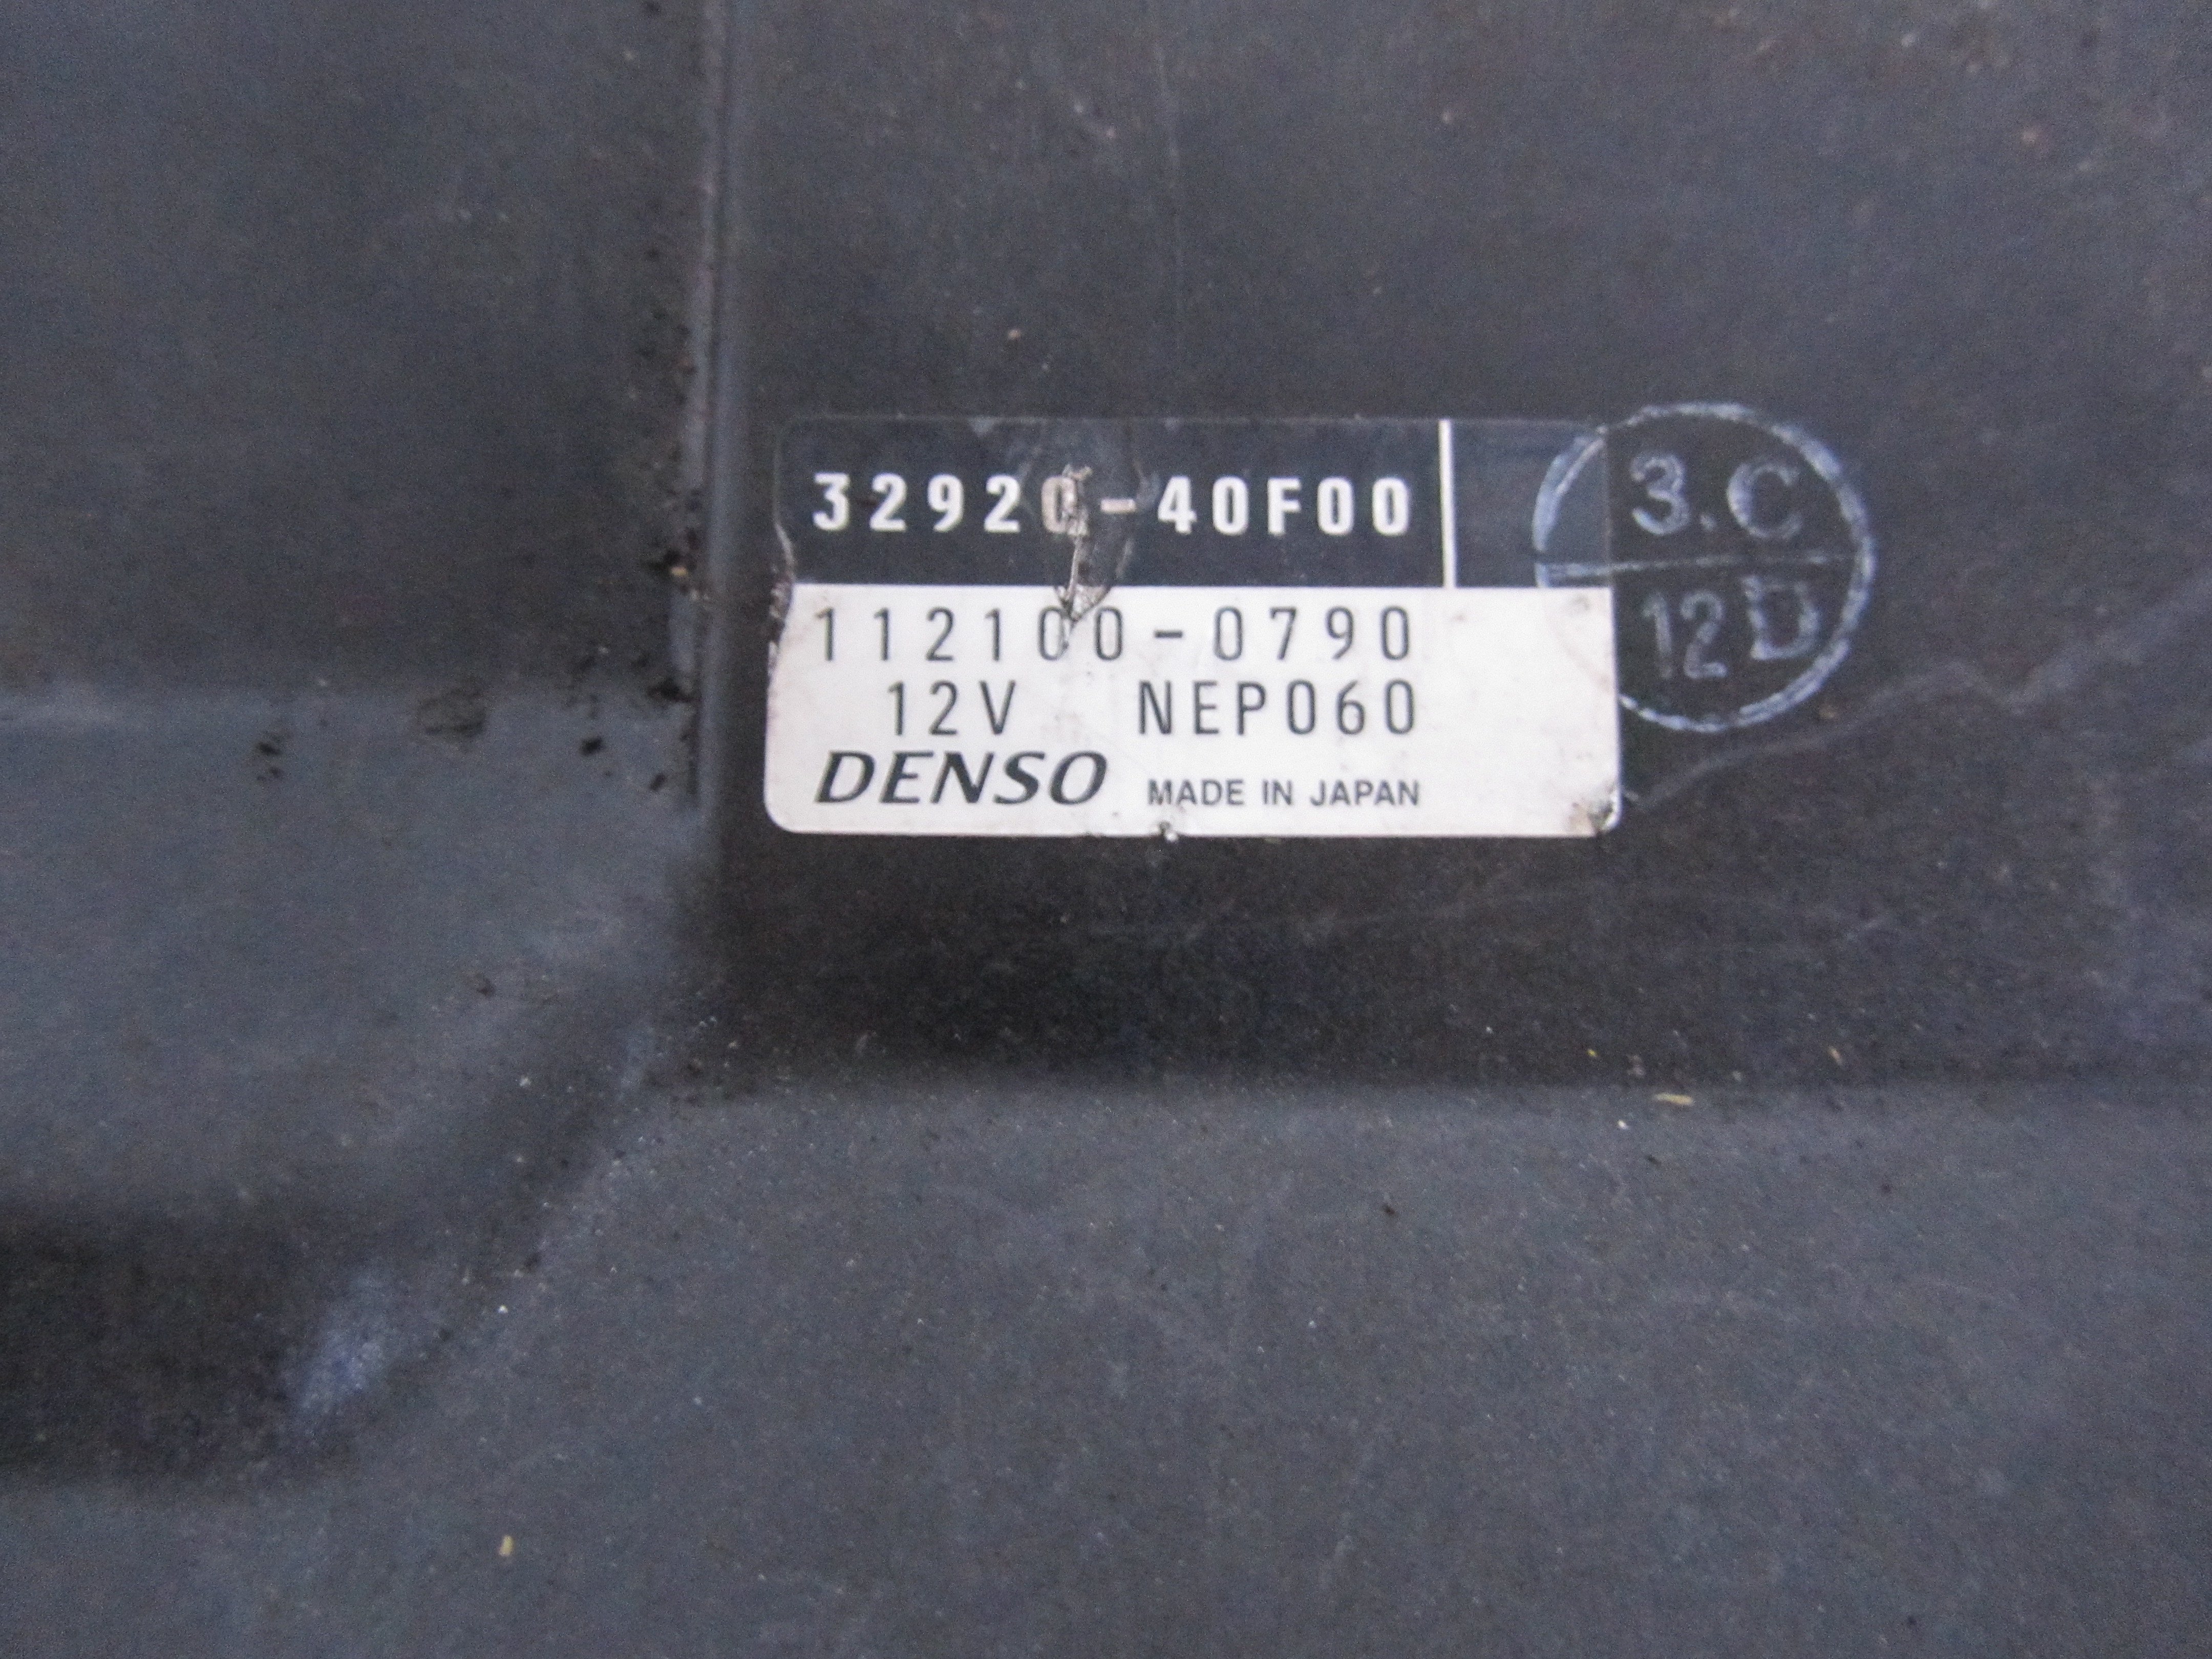 32920-40F00
112100-0790
12V NEP060
DENSO MADE IN JAPAN
3.C
12D